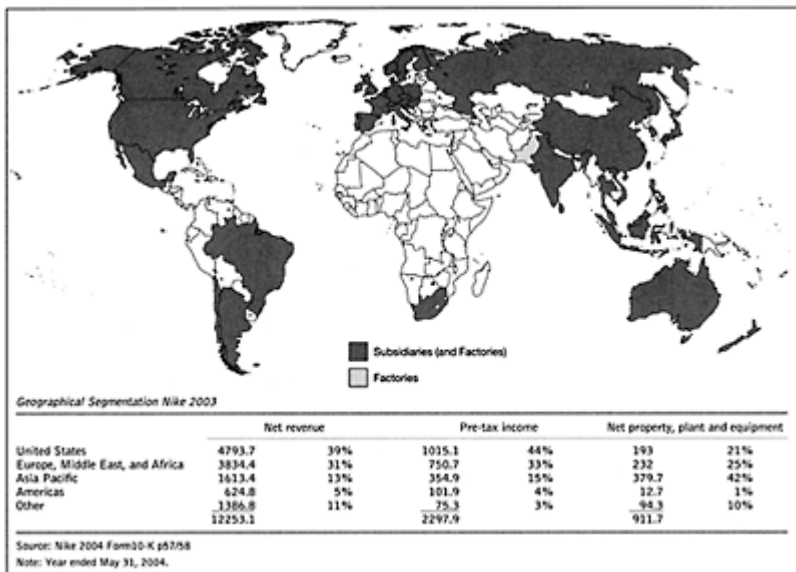 Subsidiaries (and Factories)
Factories
Geographical Segmentation Nike 2003
Net revenue Pre-tax income Net property, plant and equipment
United States 4793.7 39% 1015.1 44% 193 21%
Europe, Middle East, and Africa 3834.4 31% 750.7 33% 232 25%
Asia Pacific 1613.4 13% 354.9 15% 379.7 42%
Americas 624.8 5% 101.9 4% 12.7 1%
Other 1386.8 11% 75.3 3% 94.3 10%
12253.1 2297.9 911.7
Source: Nike 2004 Form10-K p57/58
Note: Year ended May 31, 2004.